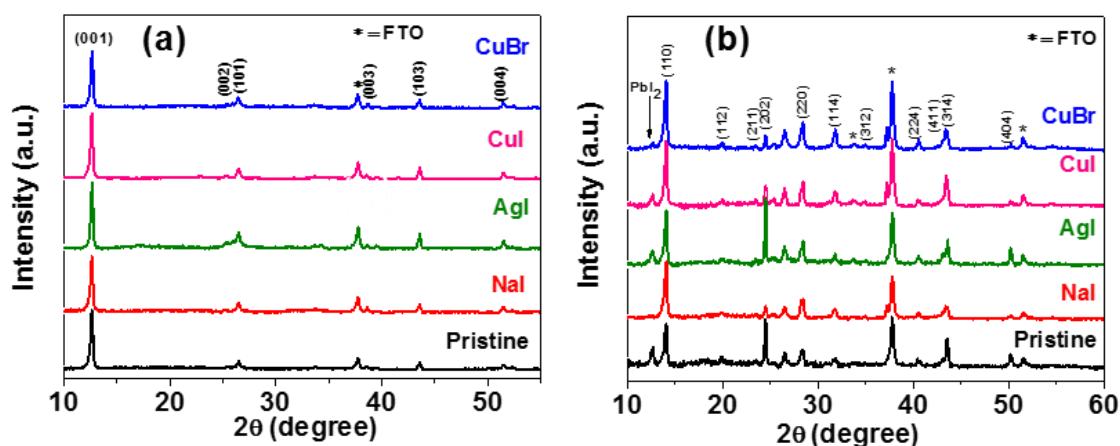 (a)
* = FTO
(001)
(002)
(101)
*
(003)
(103)
(004)
CuBr
CuI
AgI
NaI
Pristine
Intensity (a.u.)
10 20 30 40 50
2θ (degree)
(b)
* = FTO
PbI2
(110)
(112)
(211)
(202)
(220)
(114)
*
(312)
*
(224)
(411)
(314)
(404)
*
CuBr
CuI
AgI
NaI
Pristine
Intensity (a.u.)
10 20 30 40 50 60
2θ (degree)